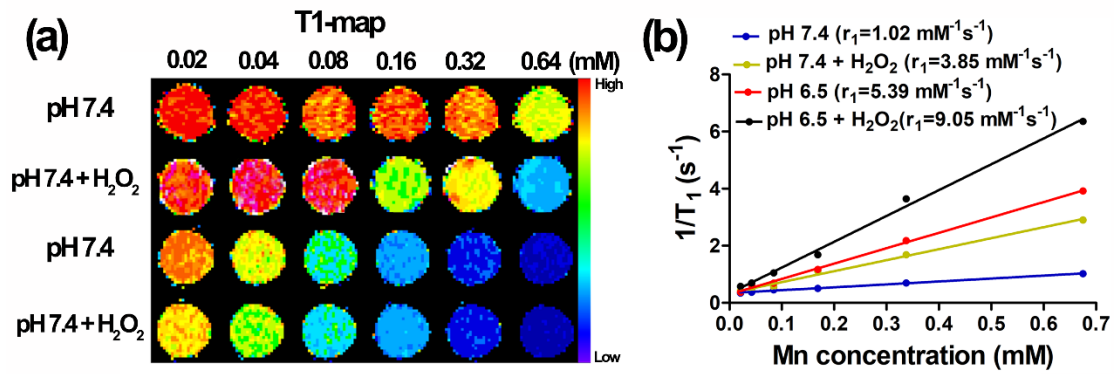 (a)
T1-map
0.02 0.04 0.08 0.16 0.32 0.64 (mM)
pH 7.4
pH 7.4 + H₂O₂
pH 7.4
pH 7.4 + H₂O₂
High
Low
(b)
pH 7.4 (r₁=1.02 mM⁻¹s⁻¹)
pH 7.4 + H₂O₂ (r₁=3.85 mM⁻¹s⁻¹)
pH 6.5 (r₁=5.39 mM⁻¹s⁻¹)
pH 6.5 + H₂O₂(r₁=9.05 mM⁻¹s⁻¹)
1/T₁ (s⁻¹)
8
6
4
2
0
0.0 0.1 0.2 0.3 0.4 0.5 0.6 0.7
Mn concentration (mM)